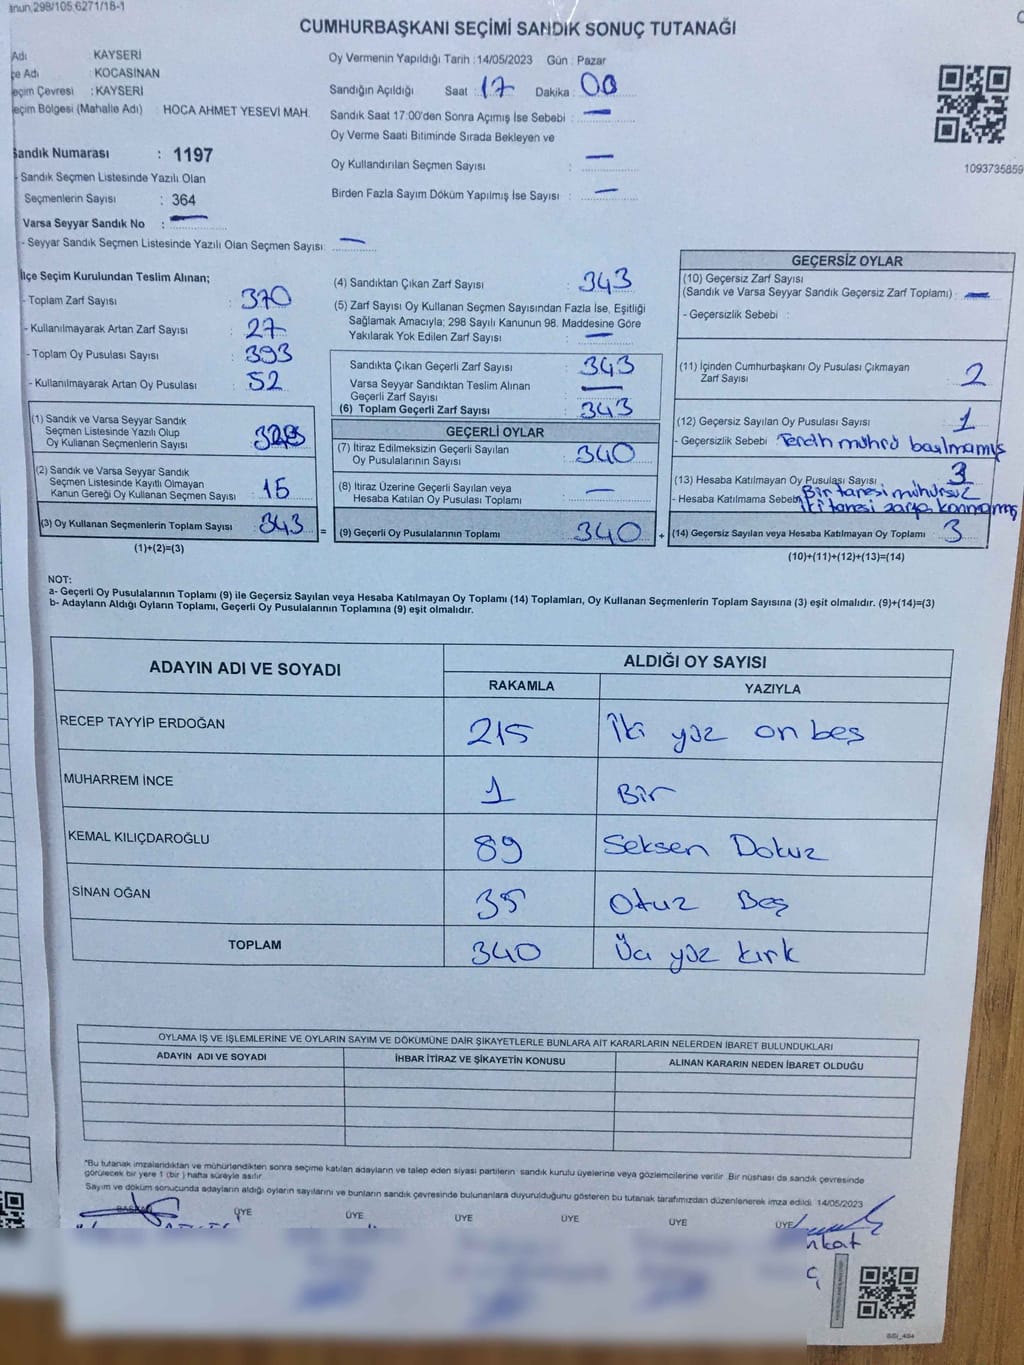 anun;298/105;6271/18-1
CUMHURBAŞKANI SEÇİMİ SANDIK SONUÇ TUTANAĞI
Adı KAYSERİ
çe Adı : KOCASİNAN
eçim Çevresi : KAYSERİ
eçim Bölgesi (Mahalle Adı) : HOCA AHMET YESEVİ MAH.
Sandık Numarası : 1197
- Sandık Seçmen Listesinde Yazılı Olan
Seçmenlerin Sayısı : 364
Varsa Seyyar Sandık No : —
- Seyyar Sandık Seçmen Listesinde Yazılı Olan Seçmen Sayısı: —
Oy Vermenin Yapıldığı Tarih : 14/05/2023 Gün : Pazar
Sandığın Açıldığı Saat : 17 Dakika : 00
Sandık Saat 17:00'den Sonra Açımış İse Sebebi : —
Oy Verme Saati Bitiminde Sırada Bekleyen ve
Oy Kullandırılan Seçmen Sayısı : —
Birden Fazla Sayım Döküm Yapılmış İse Sayısı : —
1093735859
İlçe Seçim Kurulundan Teslim Alınan;
- Toplam Zarf Sayısı : 370
- Kullanılmayarak Artan Zarf Sayısı : 27
- Toplam Oy Pusulası Sayısı : 393
- Kullanılmayarak Artan Oy Pusulası : 52
(1) Sandık ve Varsa Seyyar Sandık
Seçmen Listesinde Yazılı Olup
Oy Kullanan Seçmenlerin Sayısı
(2) Sandık ve Varsa Seyyar Sandık
Seçmen Listesinde Kayıtlı Olmayan
Kanun Gereği Oy Kullanan Seçmen Sayısı : 15
(3) Oy Kullanan Seçmenlerin Toplam Sayısı : 343
(1)+(2)=(3)
(4) Sandıktan Çıkan Zarf Sayısı : 343
(5) Zarf Sayısı Oy Kullanan Seçmen Sayısından Fazla İse, Eşitliği
Sağlamak Amacıyla; 298 Sayılı Kanunun 98. Maddesine Göre
Yakılarak Yok Edilen Zarf Sayısı : —
Sandıkta Çıkan Geçerli Zarf Sayısı : 343
Varsa Seyyar Sandıktan Teslim Alınan
Geçerli Zarf Sayısı : —
(6) Toplam Geçerli Zarf Sayısı : 343
GEÇERLİ OYLAR
(7) İtiraz Edilmeksizin Geçerli Sayılan
Oy Pusulalarının Sayısı : 340
(8) İtiraz Üzerine Geçerli Sayılan veya
Hesaba Katılan Oy Pusulası Toplamı : —
= (9) Geçerli Oy Pusulalarının Toplamı : 340
GEÇERSİZ OYLAR
(10) Geçersiz Zarf Sayısı
(Sandık ve Varsa Seyyar Sandık Geçersiz Zarf Toplamı) : —
- Geçersizlik Sebebi :
(11) İçinden Cumhurbaşkanı Oy Pusulası Çıkmayan
Zarf Sayısı : 2
(12) Geçersiz Sayılan Oy Pusulası Sayısı : 1
- Geçersizlik Sebebi Tercih mührü basılmamış
(13) Hesaba Katılmayan Oy Pusulası Sayısı : 3
- Hesaba Katılmama Sebebi Bir tanesi mühürsüz
iki tanesi zarfa konmamış
+ (14) Geçersiz Sayılan veya Hesaba Katılmayan Oy Toplamı 3
(10)+(11)+(12)+(13)=(14)
NOT:
a- Geçerli Oy Pusulalarının Toplamı (9) ile Geçersiz Sayılan veya Hesaba Katılmayan Oy Toplamı (14) Toplamları, Oy Kullanan Seçmenlerin Toplam Sayısına (3) eşit olmalıdır. (9)+(14)=(3)
b- Adayların Aldığı Oyların Toplamı, Geçerli Oy Pusulalarının Toplamına (9) eşit olmalıdır.
ADAYIN ADI VE SOYADI ALDIĞI OY SAYISI
RAKAMLA YAZIYLA
RECEP TAYYİP ERDOĞAN 215 İki yüz on beş
MUHARREM İNCE 1 Bir
KEMAL KILIÇDAROĞLU 89 Seksen Dokuz
SİNAN OĞAN 35 Otuz Beş
TOPLAM 340 Üç yüz kırk
OYLAMA İŞ VE İŞLEMLERİNE VE OYLARIN SAYIM VE DÖKÜMÜNE DAİR ŞİKAYETLERLE BUNLARA AİT KARARLARIN NELERDEN İBARET BULUNDUKLARI
ADAYIN ADI VE SOYADI İHBAR İTİRAZ VE ŞİKAYETİN KONUSU ALINAN KARARIN NEDEN İBARET OLDUĞU
*Bu tutanak imzalandıktan ve mühürlendikten sonra seçime katılan adayların ve talep eden siyasi partilerin sandık kurulu üyelerine veya gözlemcilerine verilir. Bir nüshası da sandık çevresinde
görülecek bir yere 1 (bir) hafta süreyle asılır.
Sayım ve döküm sonucunda adayların aldığı oyların sayılarını ve bunların sandık çevresinde bulunanlara duyurulduğunu gösteren bu tutanak tarafımızdan düzenlenerek imza edildi. 14/05/2023
BAŞKAN ÜYE ÜYE ÜYE ÜYE ÜYE ÜYE